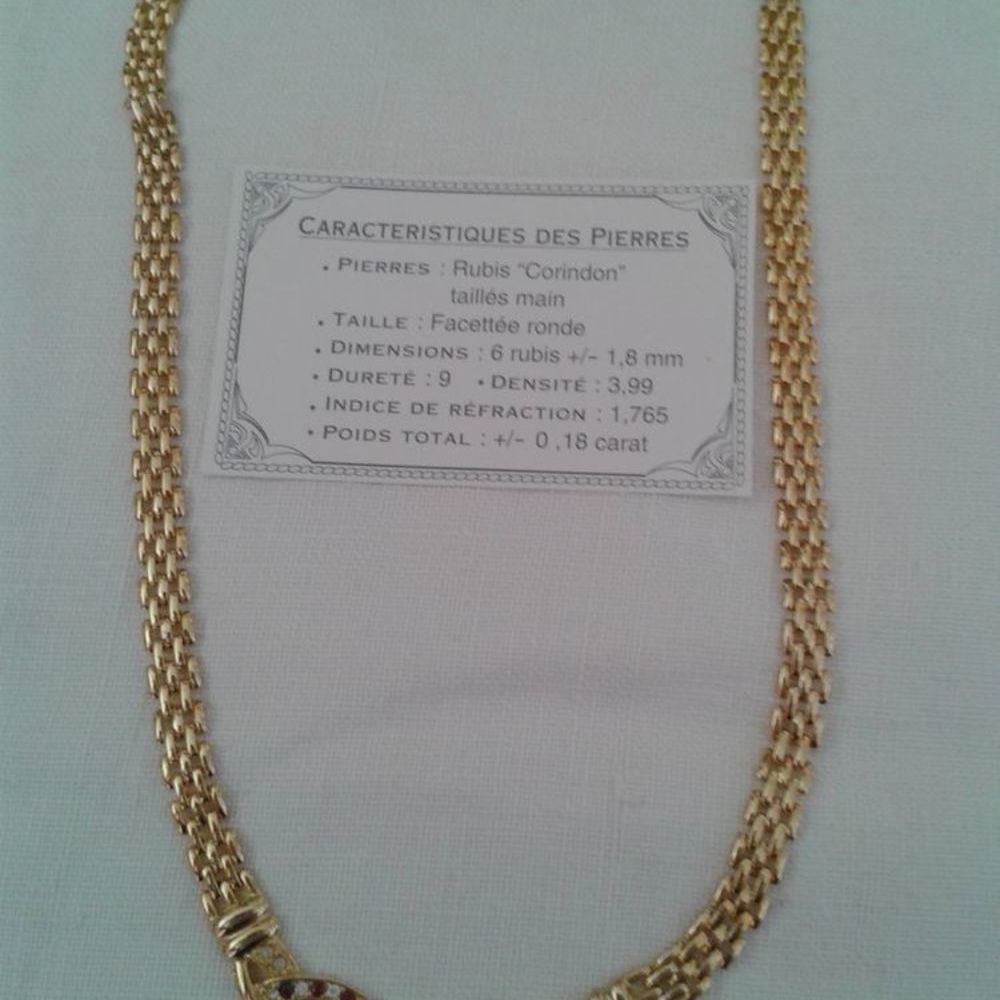 CARACTERISTIQUES DES PIERRES
• PIERRES : Rubis "Corindon"
taillés main
• TAILLE : Facettée ronde
• DIMENSIONS : 6 rubis +/- 1,8 mm
• DURETÉ : 9 • DENSITÉ : 3,99
• INDICE DE RÉFRACTION : 1,765
• POIDS TOTAL : +/- 0 ,18 carat